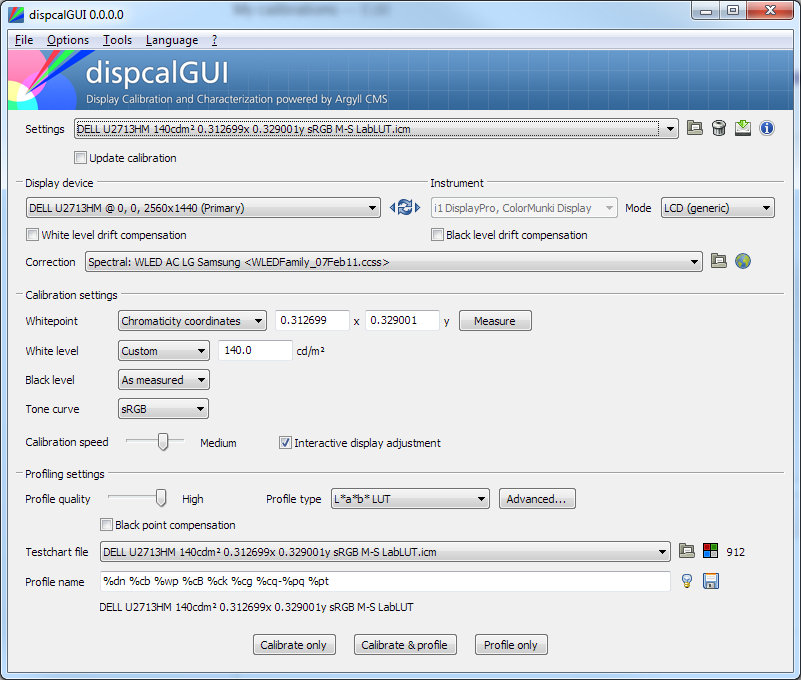 dispcalGUI 0.0.0.0
File Options Tools Language ?
dispcalGUI
Display Calibration and Characterization powered by Argyll CMS
Settings DELL U2713HM 140cdm² 0.312699x 0.329001y sRGB M-S LabLUT.icm
Update calibration
Display device Instrument
DELL U2713HM @ 0, 0, 2560x1440 (Primary) i1 DisplayPro, ColorMunki Display Mode LCD (generic)
White level drift compensation Black level drift compensation
Correction Spectral: WLED AC LG Samsung <WLEDFamily_07Feb11.ccss>
Calibration settings
Whitepoint Chromaticity coordinates 0.312699 x 0.329001 y Measure
White level Custom 140.0 cd/m²
Black level As measured
Tone curve sRGB
Calibration speed Medium Interactive display adjustment
Profiling settings
Profile quality High Profile type L*a*b* LUT Advanced...
Black point compensation
Testchart file DELL U2713HM 140cdm² 0.312699x 0.329001y sRGB M-S LabLUT.icm 912
Profile name %dn %cb %wp %cB %ck %cg %cq-%pq %pt
DELL U2713HM 140cdm² 0.312699x 0.329001y sRGB M-S LabLUT
Calibrate only Calibrate & profile Profile only